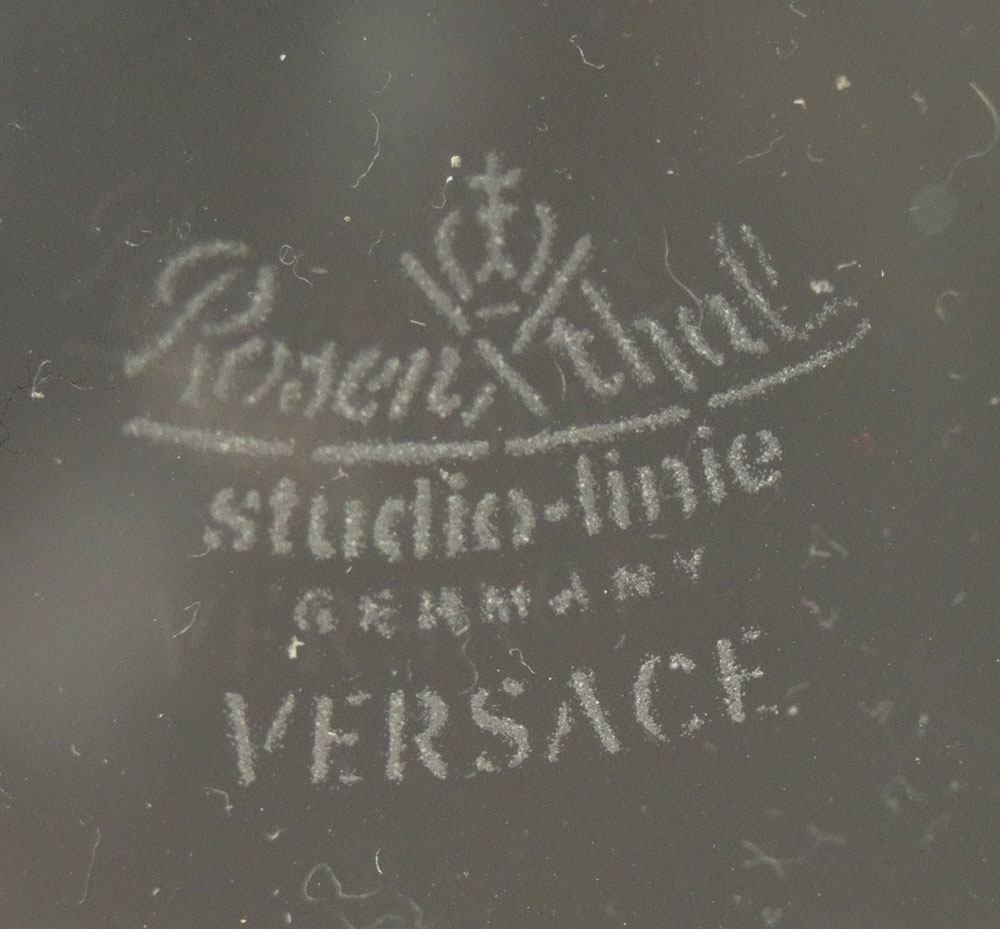 Rosenthal
studio-linie
GERMANY
VERSACE